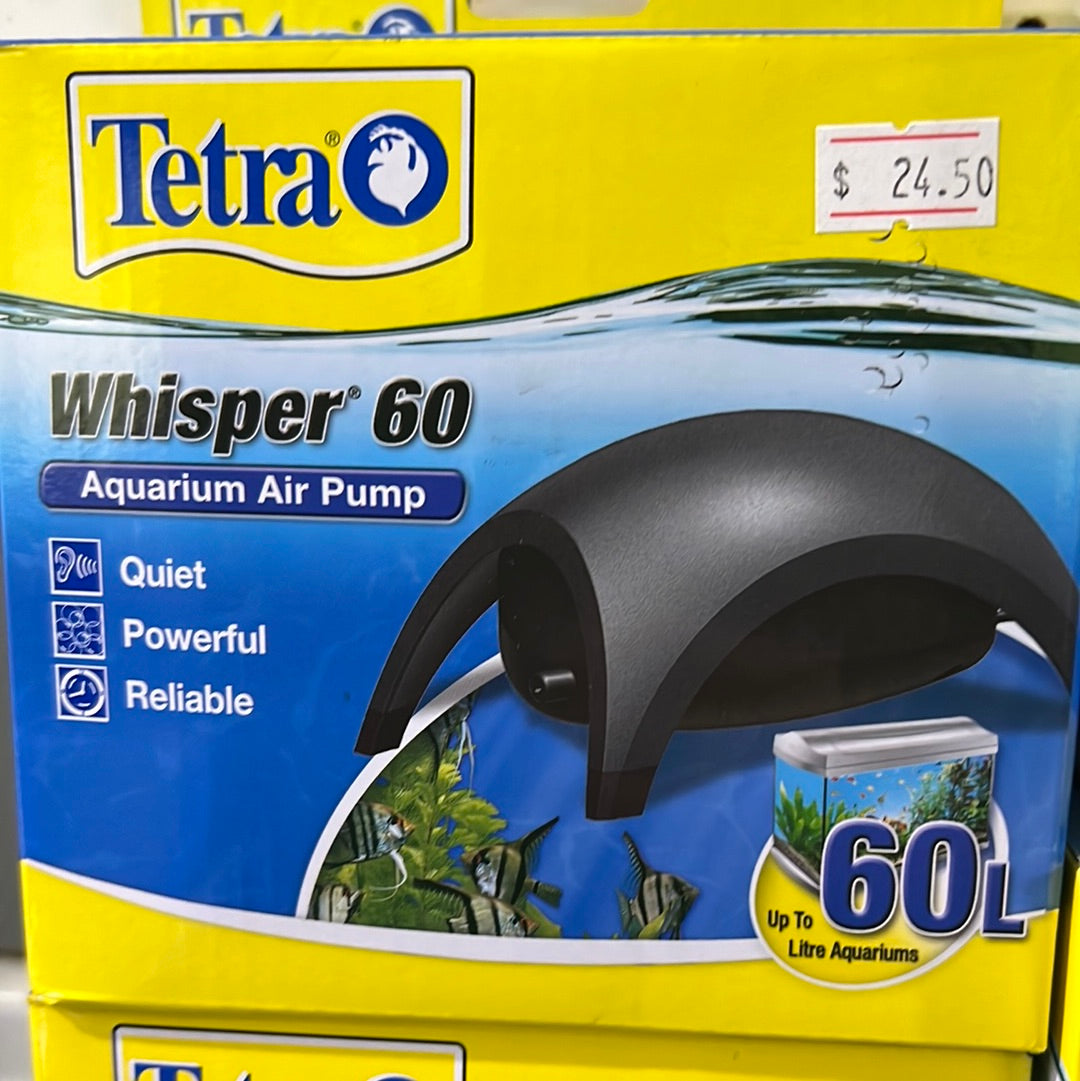 Tetra®
$ 24.50
Whisper® 60
Aquarium Air Pump
Quiet
Powerful
Reliable
Up To 60L
Litre Aquariums